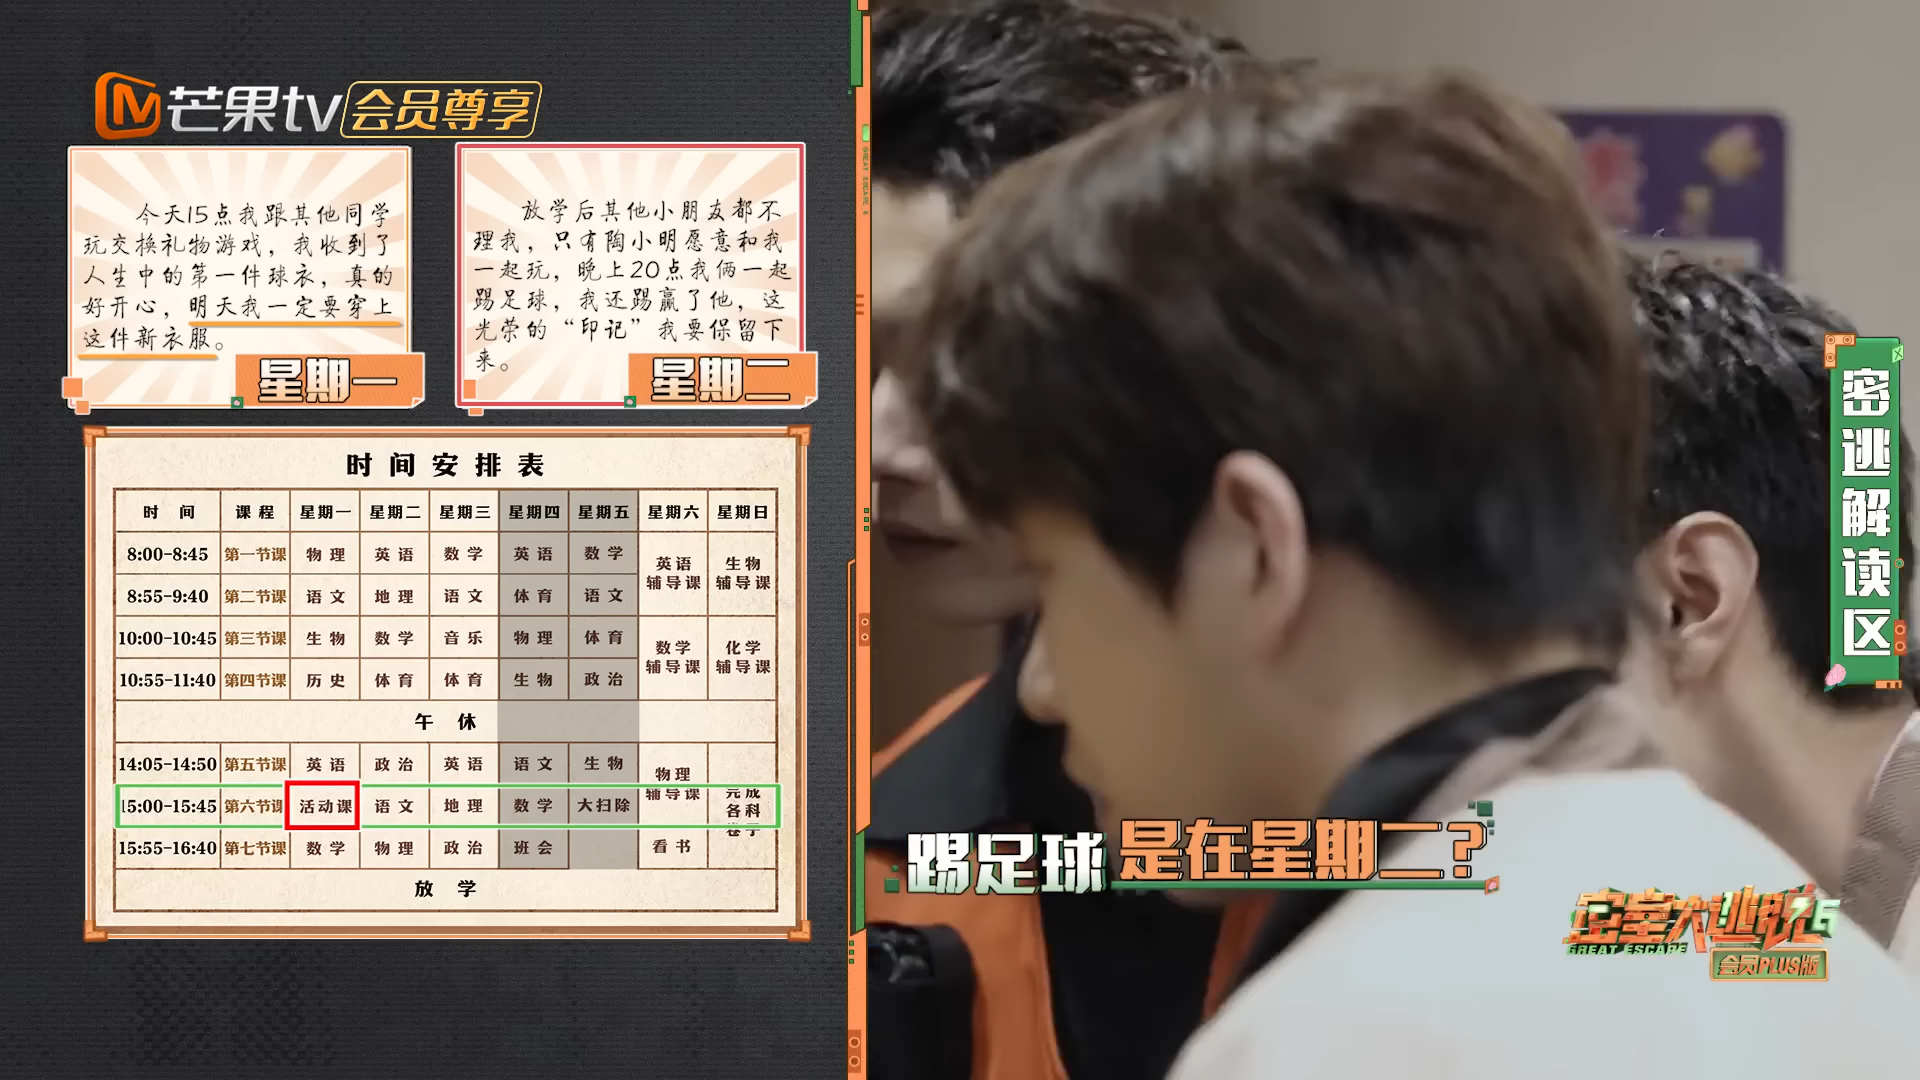 芒果tv 会员尊享
今天15点我跟其他同学
玩交换礼物游戏，我收到了
人生中的第一件球衣，真的
好开心，明天我一定要穿上
这件新衣服。
星期一
放学后其他小朋友都不
理我，只有陶小明愿意和我
一起玩，晚上20点我俩一起
踢足球，我还踢赢了他，这
光荣的“印记”我要保留下
来。
星期二
时间安排表
时间 课程 星期一 星期二 星期三 星期四 星期五 星期六 星期日
8:00-8:45 第一节课 物理 英语 数学 英语 数学
英语辅导课 生物辅导课
8:55-9:40 第二节课 语文 地理 语文 体育 语文
10:00-10:45 第三节课 生物 数学 音乐 物理 体育
数学辅导课 化学辅导课
10:55-11:40 第四节课 历史 体育 体育 生物 政治
午休
14:05-14:50 第五节课 英语 政治 英语 语文 生物
物理辅导课
15:00-15:45 第六节课 活动课 语文 地理 数学 大扫除
完成各科卷子
15:55-16:40 第七节课 数学 物理 政治 班会 看书
放学
密逃解读区
踢足球是在星期二？
密室大逃脱5
GREAT ESCAPE
会员PLUS版